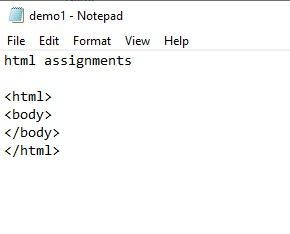 demo1 - Notepad
File Edit Format View Help
html assignments
<html>
<body>
</body>
</html>